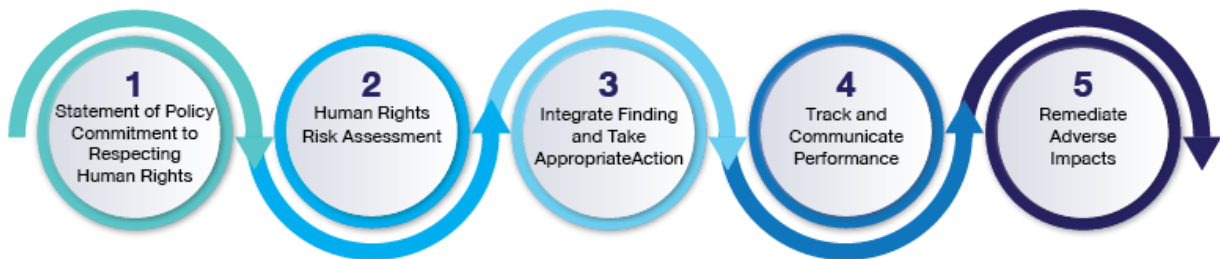 1
Statement of Policy
Commitment to
Respecting
Human Rights
2
Human Rights
Risk Assessment
3
Integrate Finding
and Take
AppropriateAction
4
Track and
Communicate
Performance
5
Remediate
Adverse
Impacts